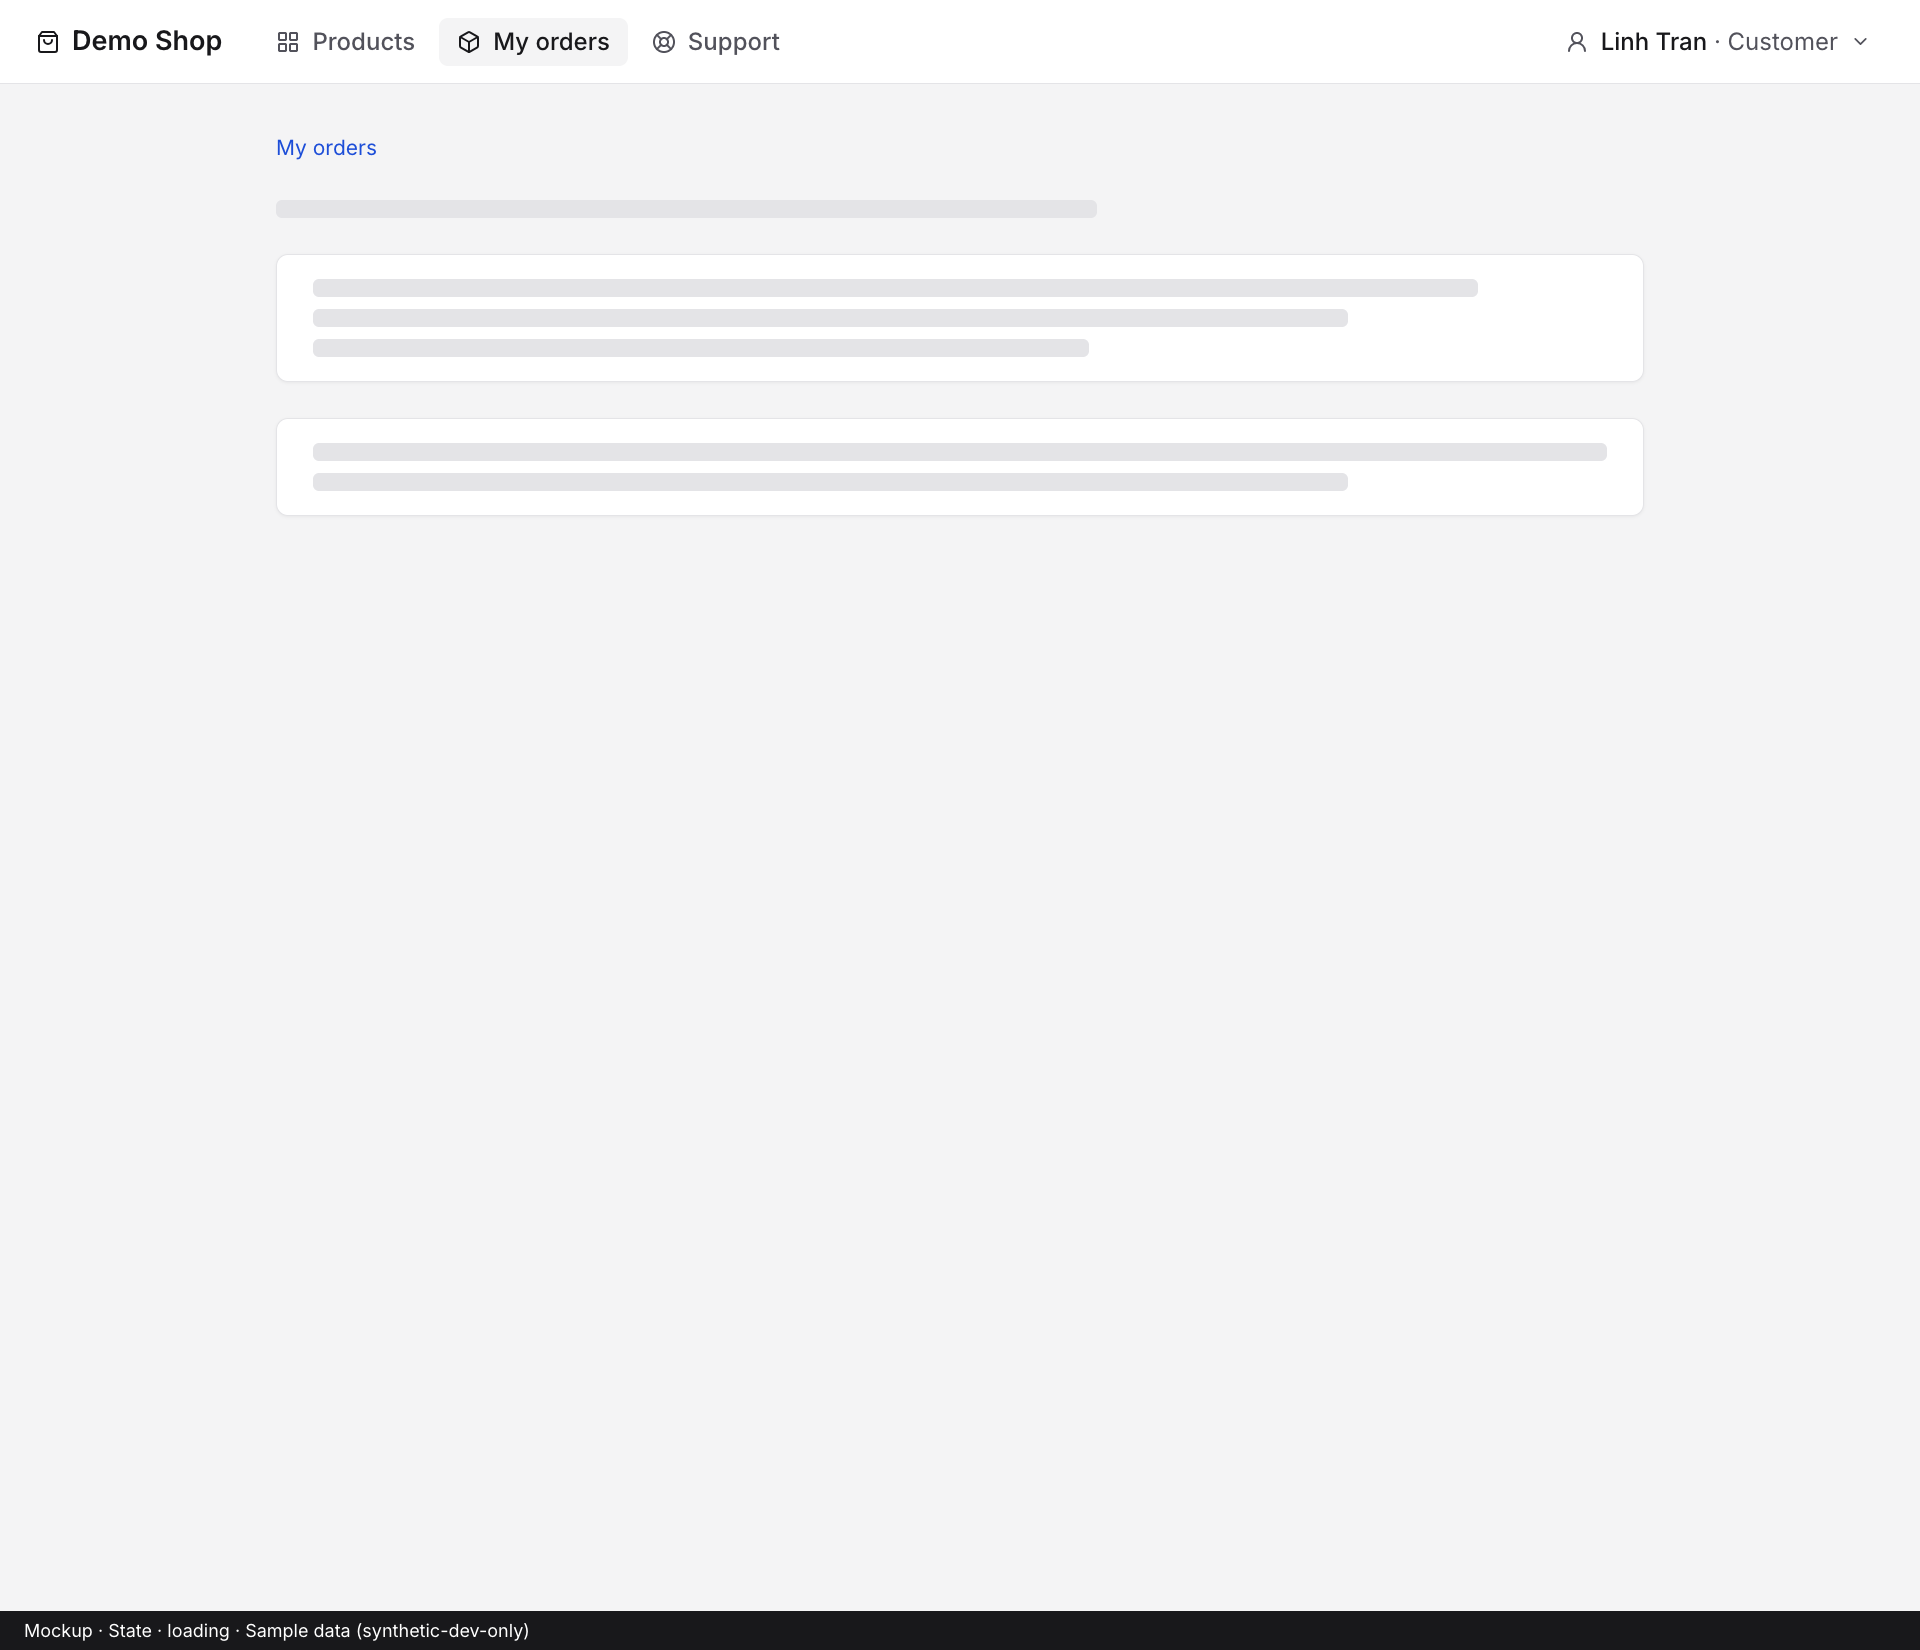 Demo Shop
Products
My orders
Support
Linh Tran · Customer
My orders
Mockup · State · loading · Sample data (synthetic-dev-only)